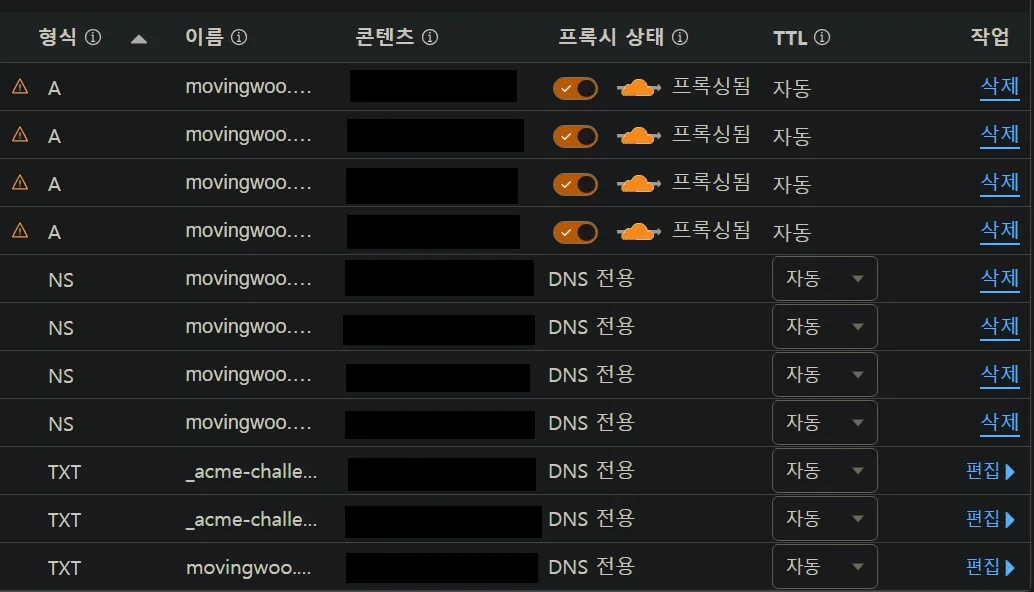 형식 이름 콘텐츠 프록시 상태 TTL 작업
A movingwoo.... 프록싱됨 자동 삭제
A movingwoo.... 프록싱됨 자동 삭제
A movingwoo.... 프록싱됨 자동 삭제
A movingwoo.... 프록싱됨 자동 삭제
NS movingwoo.... DNS 전용 자동 삭제
NS movingwoo.... DNS 전용 자동 삭제
NS movingwoo.... DNS 전용 자동 삭제
NS movingwoo.... DNS 전용 자동 삭제
TXT _acme-challe... DNS 전용 자동 편집
TXT _acme-challe... DNS 전용 자동 편집
TXT movingwoo.... DNS 전용 자동 편집